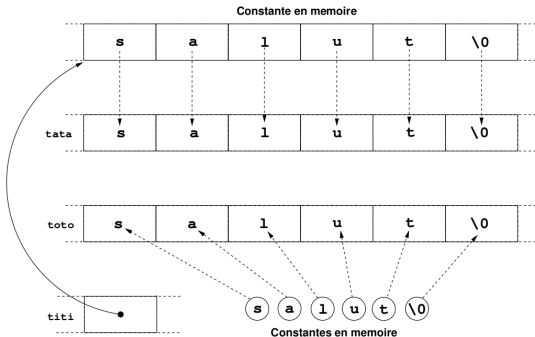 Constante en memoire
s a l u t \0
tata s a l u t \0
toto s a l u t \0
titi s a l u t \0
Constantes en memoire